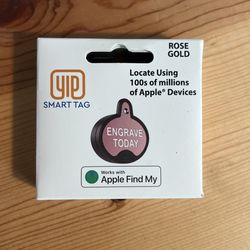 ROSE
GOLD
YIP
SMART TAG
Locate Using
100s of millions
of Apple® Devices
ENGRAVE
TODAY
Works with
Apple Find My